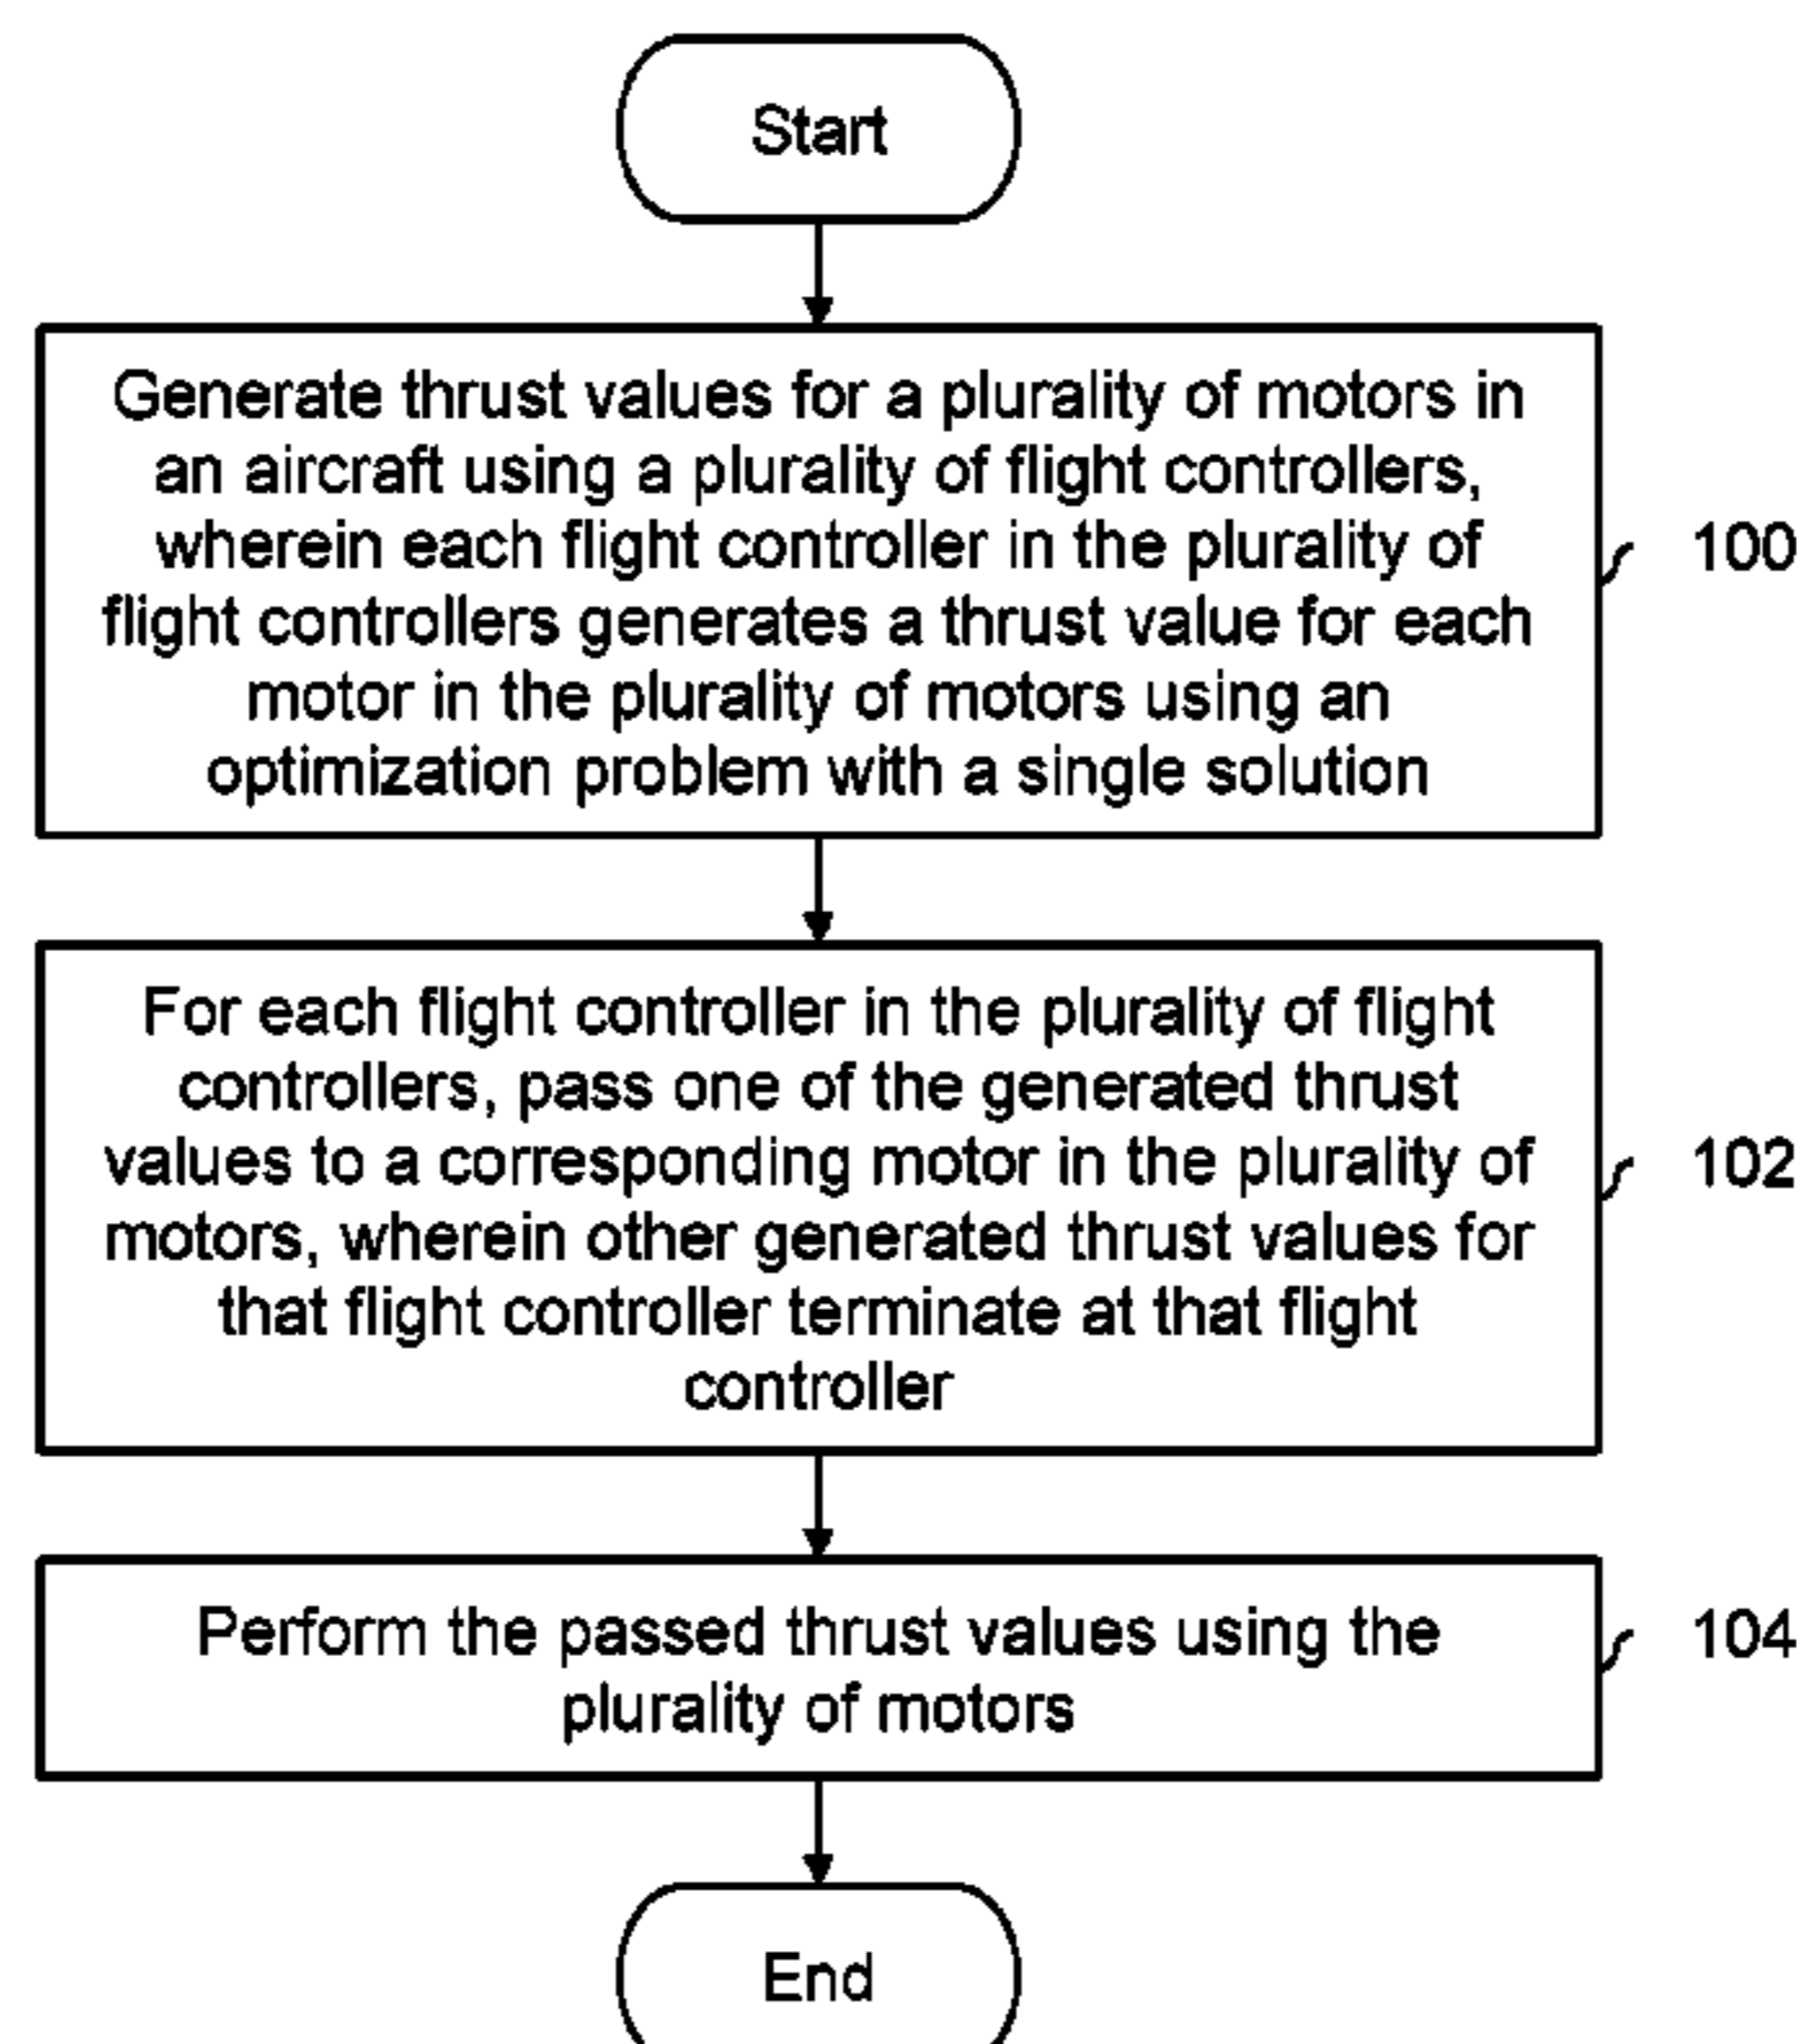 Start
Generate thrust values for a plurality of motors in
an aircraft using a plurality of flight controllers,
wherein each flight controller in the plurality of
flight controllers generates a thrust value for each
motor in the plurality of motors using an
optimization problem with a single solution
100
For each flight controller in the plurality of flight
controllers, pass one of the generated thrust
values to a corresponding motor in the plurality of
motors, wherein other generated thrust values for
that flight controller terminate at that flight
controller
102
Perform the passed thrust values using the
plurality of motors
104
End